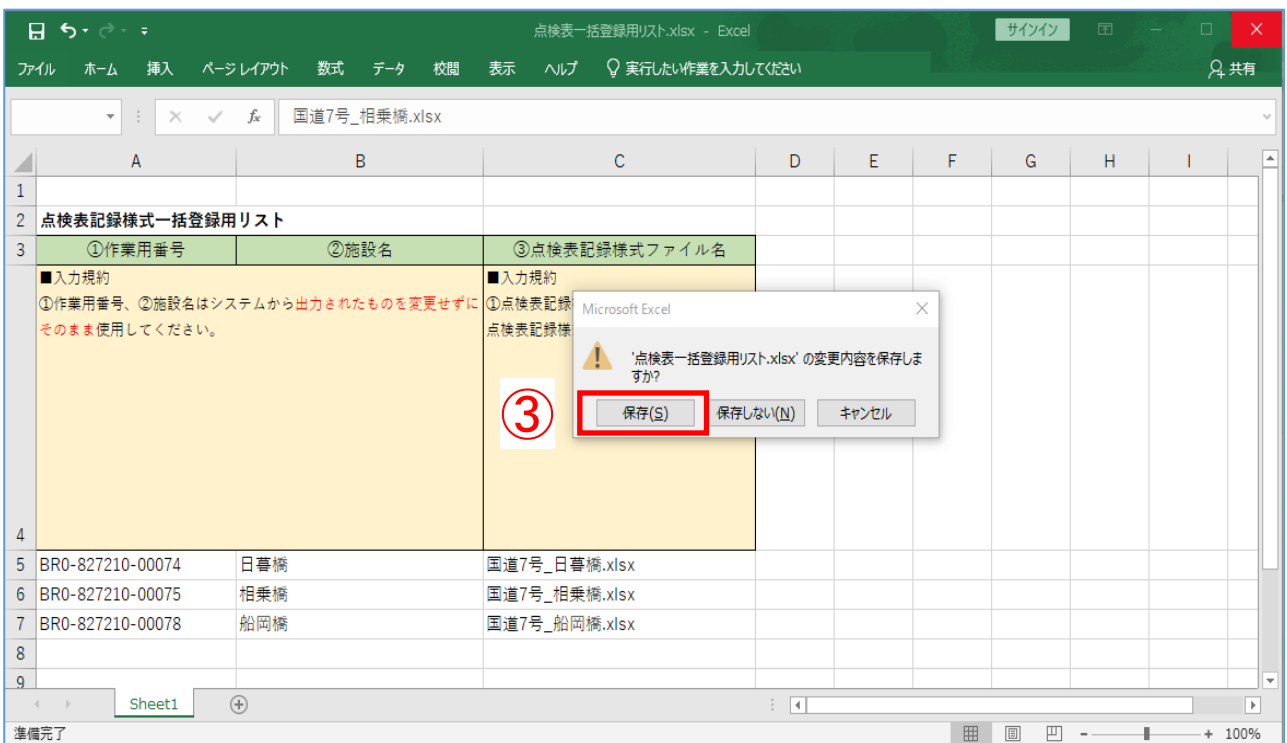 点検表一括登録用リスト.xlsx - Excel
サインイン
ファイル ホーム 挿入 ページ レイアウト 数式 データ 校閲 表示 ヘルプ 実行したい作業を入力してください 共有
fx 国道7号_相乗橋.xlsx
A B C D E F G H I
1
2 点検表記録様式一括登録用リスト
3 ①作業用番号 ②施設名 ③点検表記録様式ファイル名
■入力規約 ■入力規約
①作業用番号、②施設名はシステムから出力されたものを変更せずに ①点検表記録
そのまま使用してください。 点検表記録様
Microsoft Excel
'点検表一括登録用リスト.xlsx' の変更内容を保存しま
すか?
③
保存(S) 保存しない(N) キャンセル
4
5 BR0-827210-00074 日暮橋 国道7号_日暮橋.xlsx
6 BR0-827210-00075 相乗橋 国道7号_相乗橋.xlsx
7 BR0-827210-00078 船岡橋 国道7号_船岡橋.xlsx
8
9
Sheet1
準備完了 100%